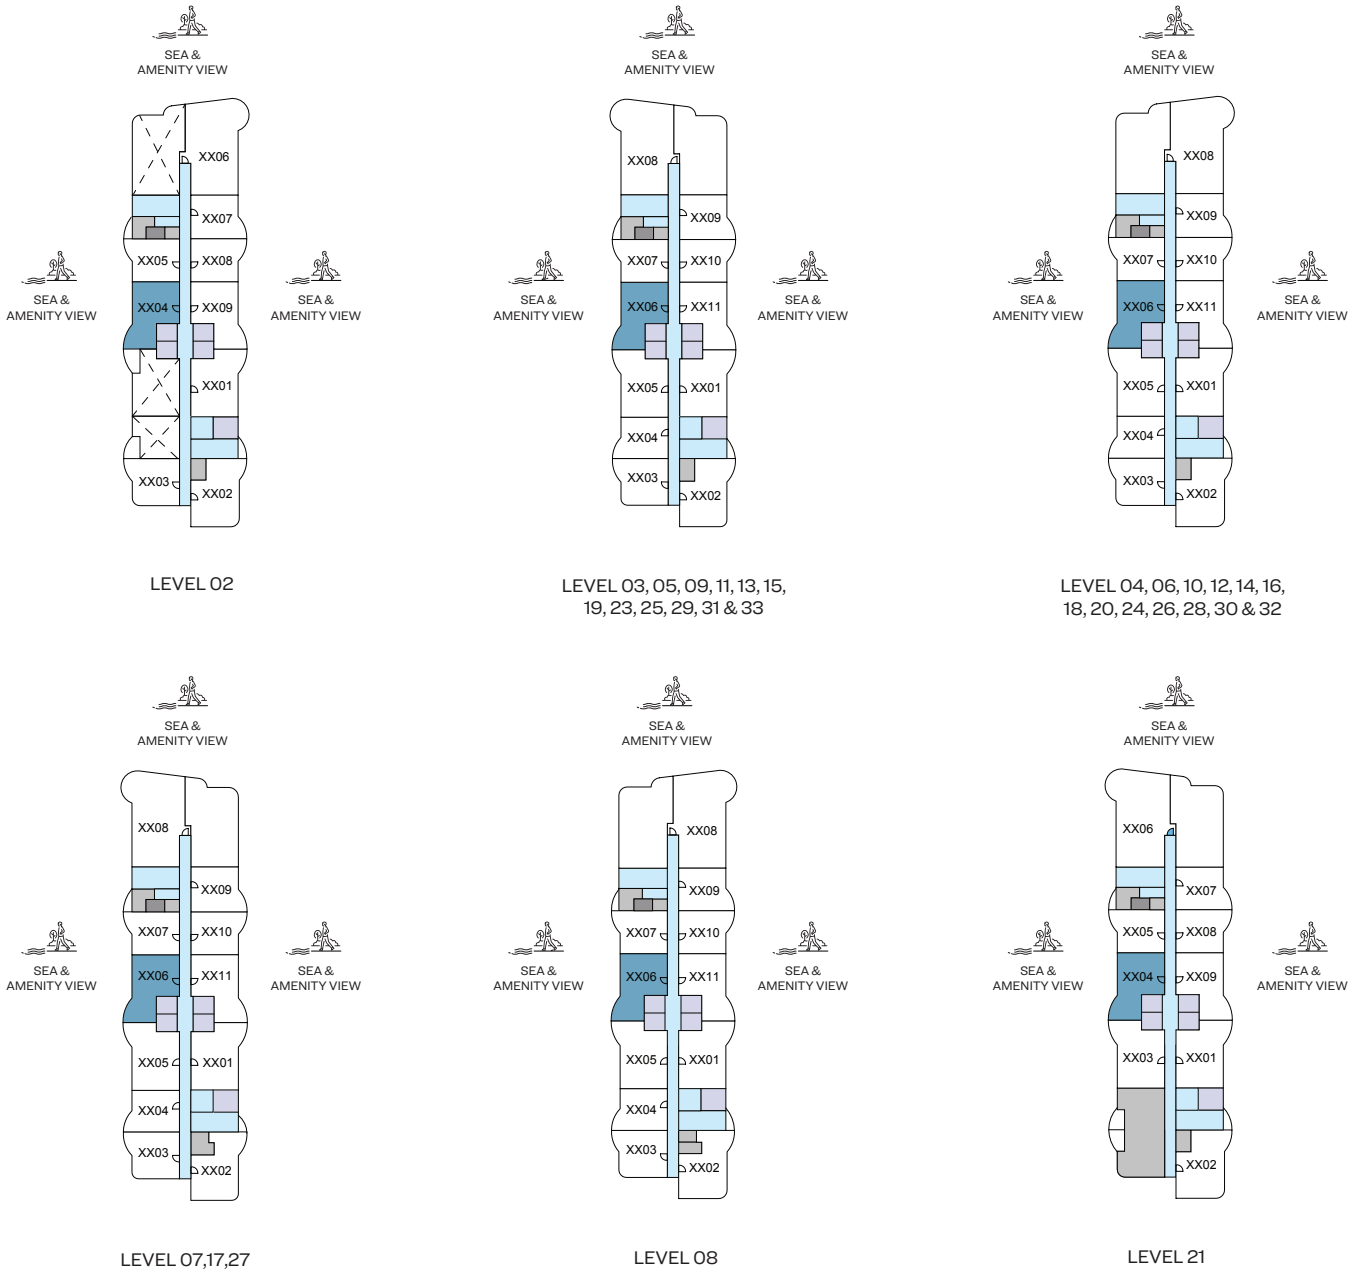 SEA &
AMENITY VIEW
SEA &
AMENITY VIEW
SEA &
AMENITY VIEW
XX06
XX07
XX05
XX08
XX04
XX09
XX01
XX03
XX02
SEA &
AMENITY VIEW
LEVEL 02
SEA &
AMENITY VIEW
SEA &
AMENITY VIEW
XX08
XX09
XX07
XX10
XX06
XX11
XX05
XX01
XX04
XX03
XX02
SEA &
AMENITY VIEW
LEVEL 03, 05, 09, 11, 13, 15,
19, 23, 25, 29, 31 & 33
SEA &
AMENITY VIEW
SEA &
AMENITY VIEW
XX08
XX09
XX07
XX10
XX06
XX11
XX05
XX01
XX04
XX03
XX02
SEA &
AMENITY VIEW
LEVEL 04, 06, 10, 12, 14, 16,
18, 20, 24, 26, 28, 30 & 32
SEA &
AMENITY VIEW
SEA &
AMENITY VIEW
XX08
XX09
XX07
XX10
XX06
XX11
XX05
XX01
XX04
XX03
XX02
SEA &
AMENITY VIEW
LEVEL 07,17,27
SEA &
AMENITY VIEW
SEA &
AMENITY VIEW
XX08
XX09
XX07
XX10
XX06
XX11
XX05
XX01
XX04
XX03
XX02
SEA &
AMENITY VIEW
LEVEL 08
SEA &
AMENITY VIEW
XX06
XX07
XX05
XX08
XX04
XX09
XX03
XX01
XX02
SEA &
AMENITY VIEW
LEVEL 21